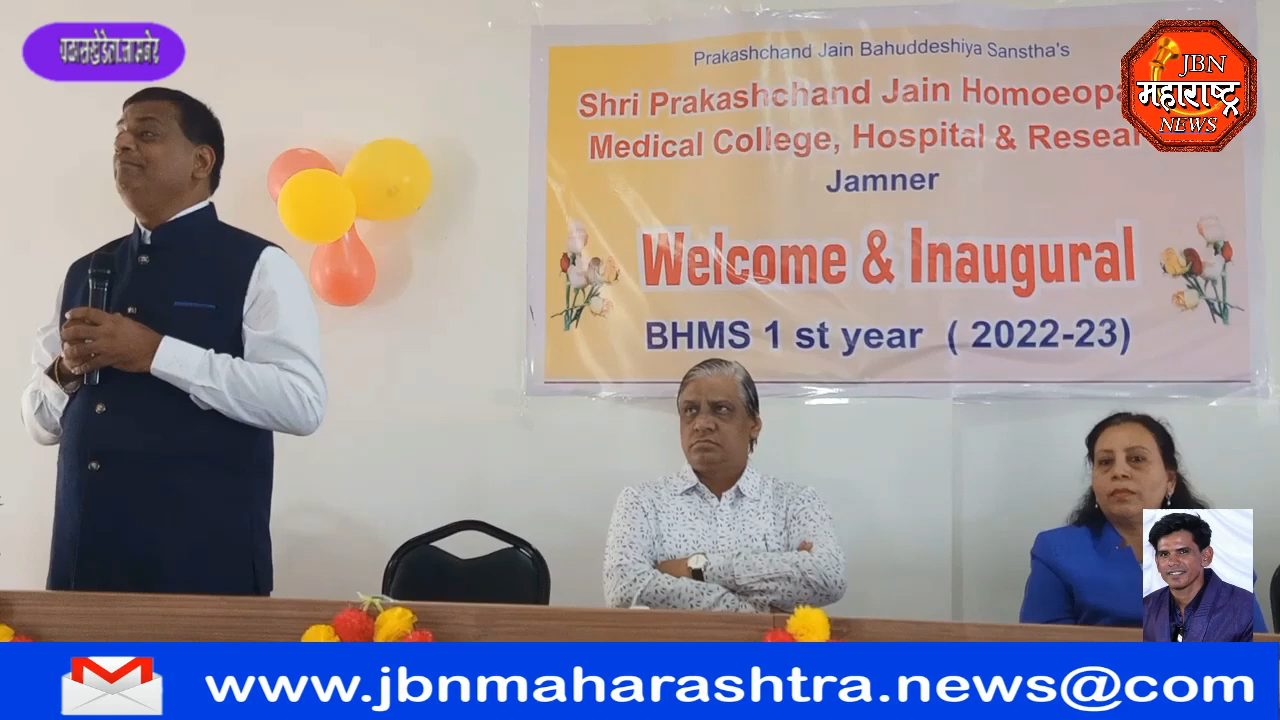 Prakashchand Jain Bahuddeshiya Sanstha's
Shri Prakashchand Jain Homoeopa
Medical College, Hospital & Resear
Jamner
Welcome & Inaugural
BHMS 1 st year ( 2022-23)
JBN
महाराष्ट्र
NEWS
www.jbnmaharashtra.news@com